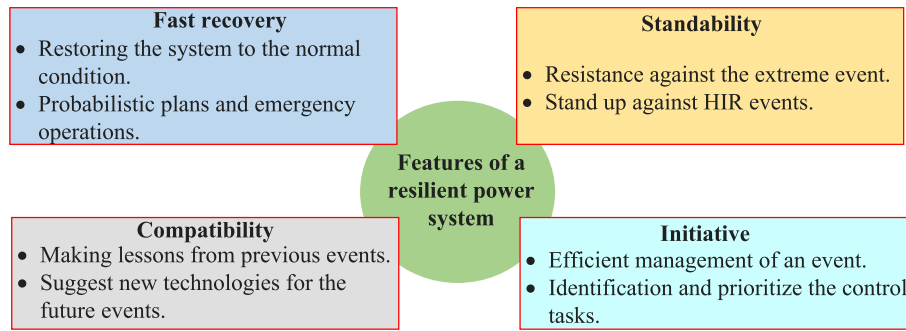 Fast recovery
• Restoring the system to the normal
condition.
• Probabilistic plans and emergency
operations.
Standability
• Resistance against the extreme event.
• Stand up against HIR events.
Features of a
resilient power
system
Compatibility
• Making lessons from previous events.
• Suggest new technologies for the
future events.
Initiative
• Efficient management of an event.
• Identification and prioritize the control
tasks.